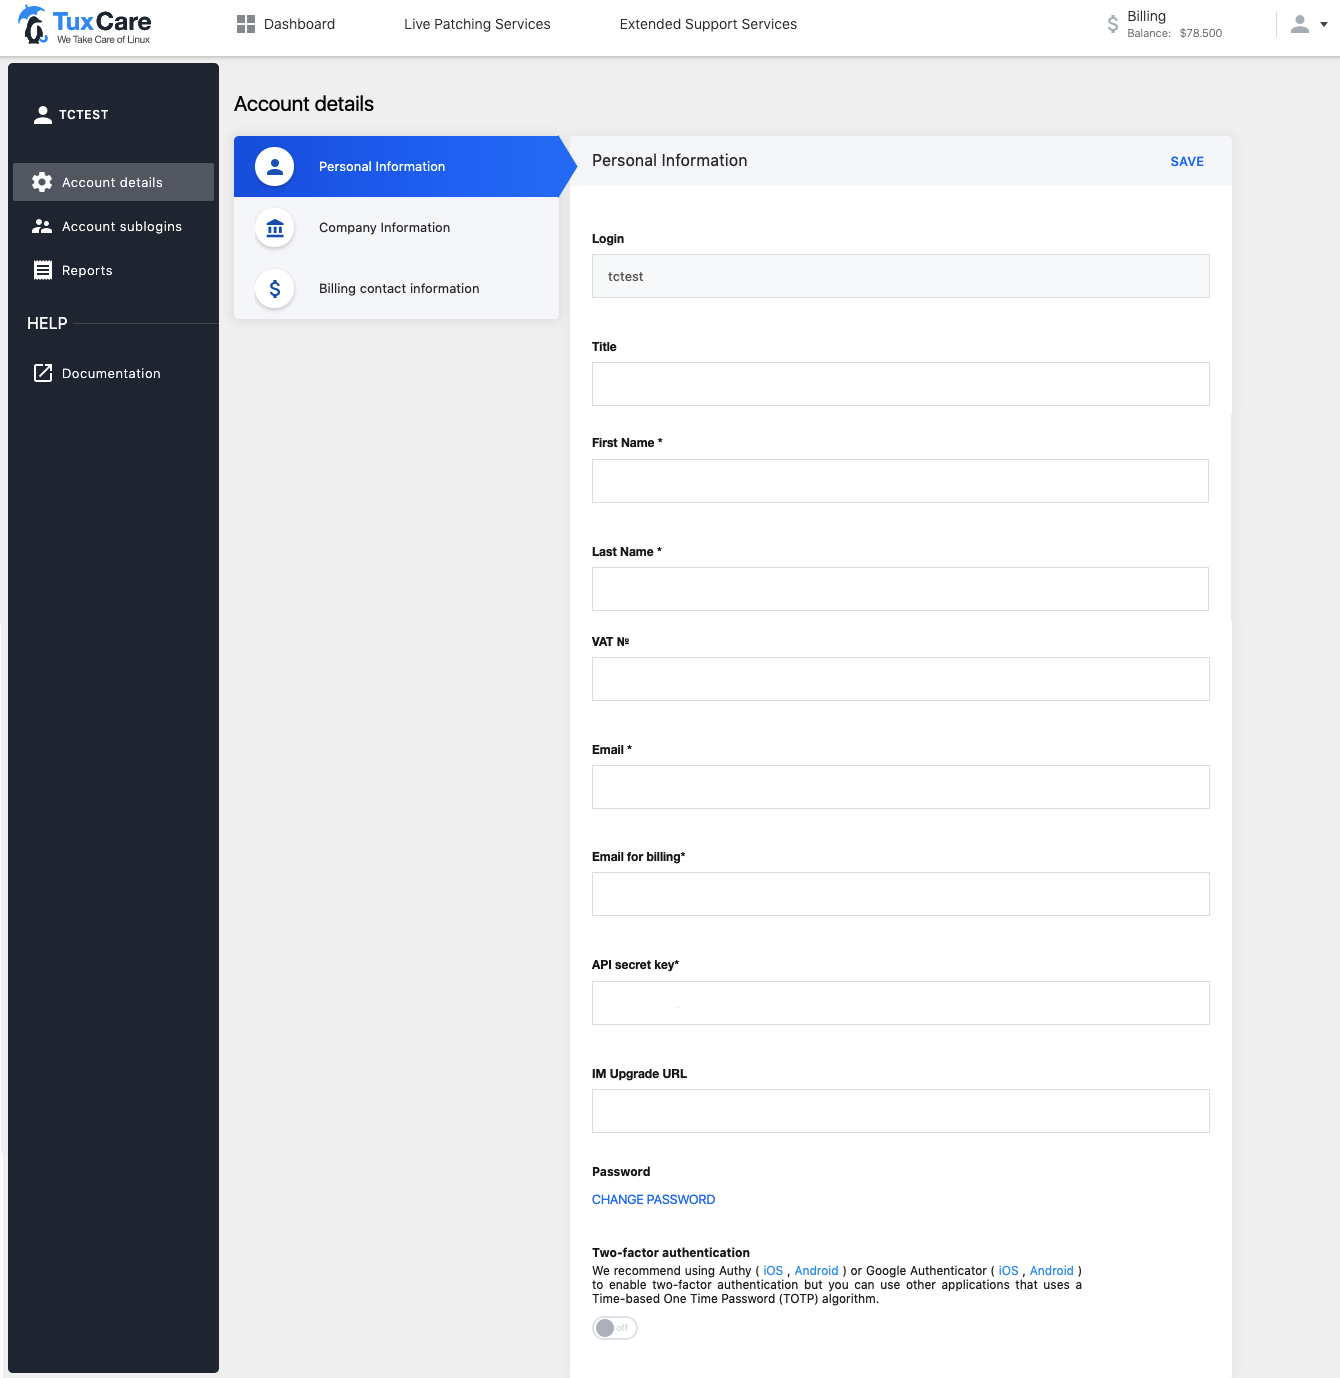 TuxCare
We Take Care of Linux
Dashboard
Live Patching Services
Extended Support Services
Billing
Balance: $78.500
TCTEST
Account details
Account sublogins
Reports
HELP
Documentation
Account details
Personal Information
Company Information
Billing contact information
Personal Information
SAVE
Login
tctest
Title
First Name *
Last Name *
VAT №
Email *
Email for billing*
API secret key*
IM Upgrade URL
Password
CHANGE PASSWORD
Two-factor authentication
We recommend using Authy ( iOS , Android ) or Google Authenticator ( iOS , Android )
to enable two-factor authentication but you can use other applications that uses a
Time-based One Time Password (TOTP) algorithm.
off